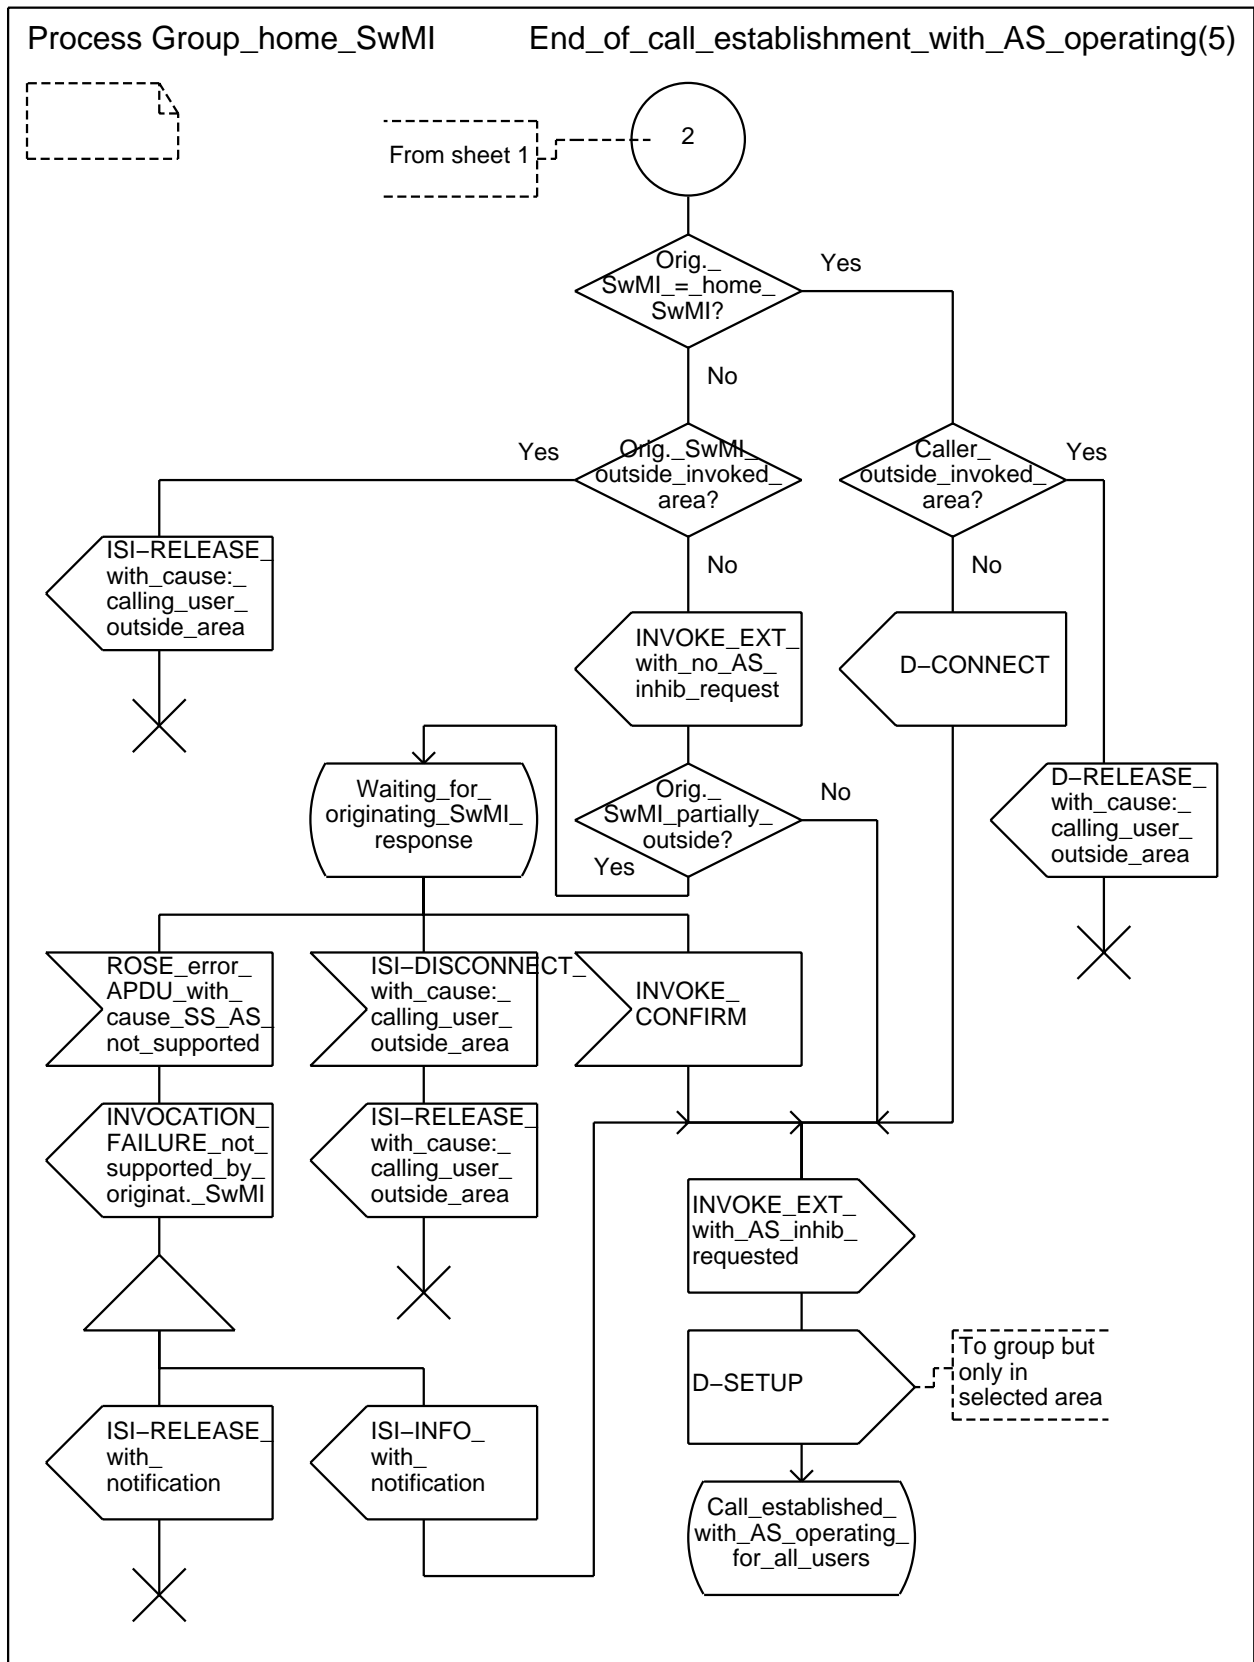 Process Group_home_SwMI
End_of_call_establishment_with_AS_operating(5)
2
From sheet 1
Orig._
SwMI_=_home_
SwMI?
Yes
No
Yes
Orig._SwMI_
outside_invoked_
area?
Caller_
outside_invoked_
area?
Yes
ISI−RELEASE_
with_cause:_
calling_user_
outside_area
No
No
INVOKE_EXT_
with_no_AS_
inhib_request
D−CONNECT
Waiting_for_
originating_SwMI_
response
Orig._
SwMI_partially_
outside?
No
Yes
D−RELEASE_
with_cause:_
calling_user_
outside_area
ROSE_error_
APDU_with_
cause_SS_AS_
not_supported
ISI−DISCONNECT_
with_cause:_
calling_user_
outside_area
INVOKE_
CONFIRM
INVOCATION_
FAILURE_not_
supported_by_
originat._SwMI
ISI−RELEASE_
with_cause:_
calling_user_
outside_area
INVOKE_EXT_
with_AS_inhib_
requested
D−SETUP
To group but
only in
selected area
ISI−RELEASE_
with_
notification
ISI−INFO_
with_
notification
Call_established_
with_AS_operating_
for_all_users